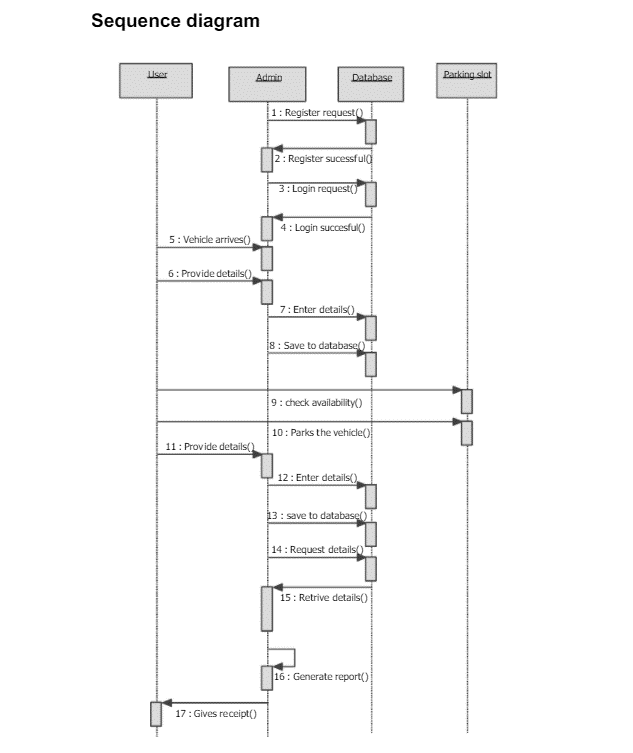 Sequence diagram
User
Admin
Database
Parking slot
1 : Register request()
2 : Register sucessful()
3 : Login request()
4 : Login succesful()
5 : Vehicle arrives()
6 : Provide details()
7 : Enter details()
8 : Save to database()
9 : check availability()
10 : Parks the vehicle()
11 : Provide details()
12 : Enter details()
13 : save to database()
14 : Request details()
15 : Retrive details()
16 : Generate report()
17 : Gives receipt()